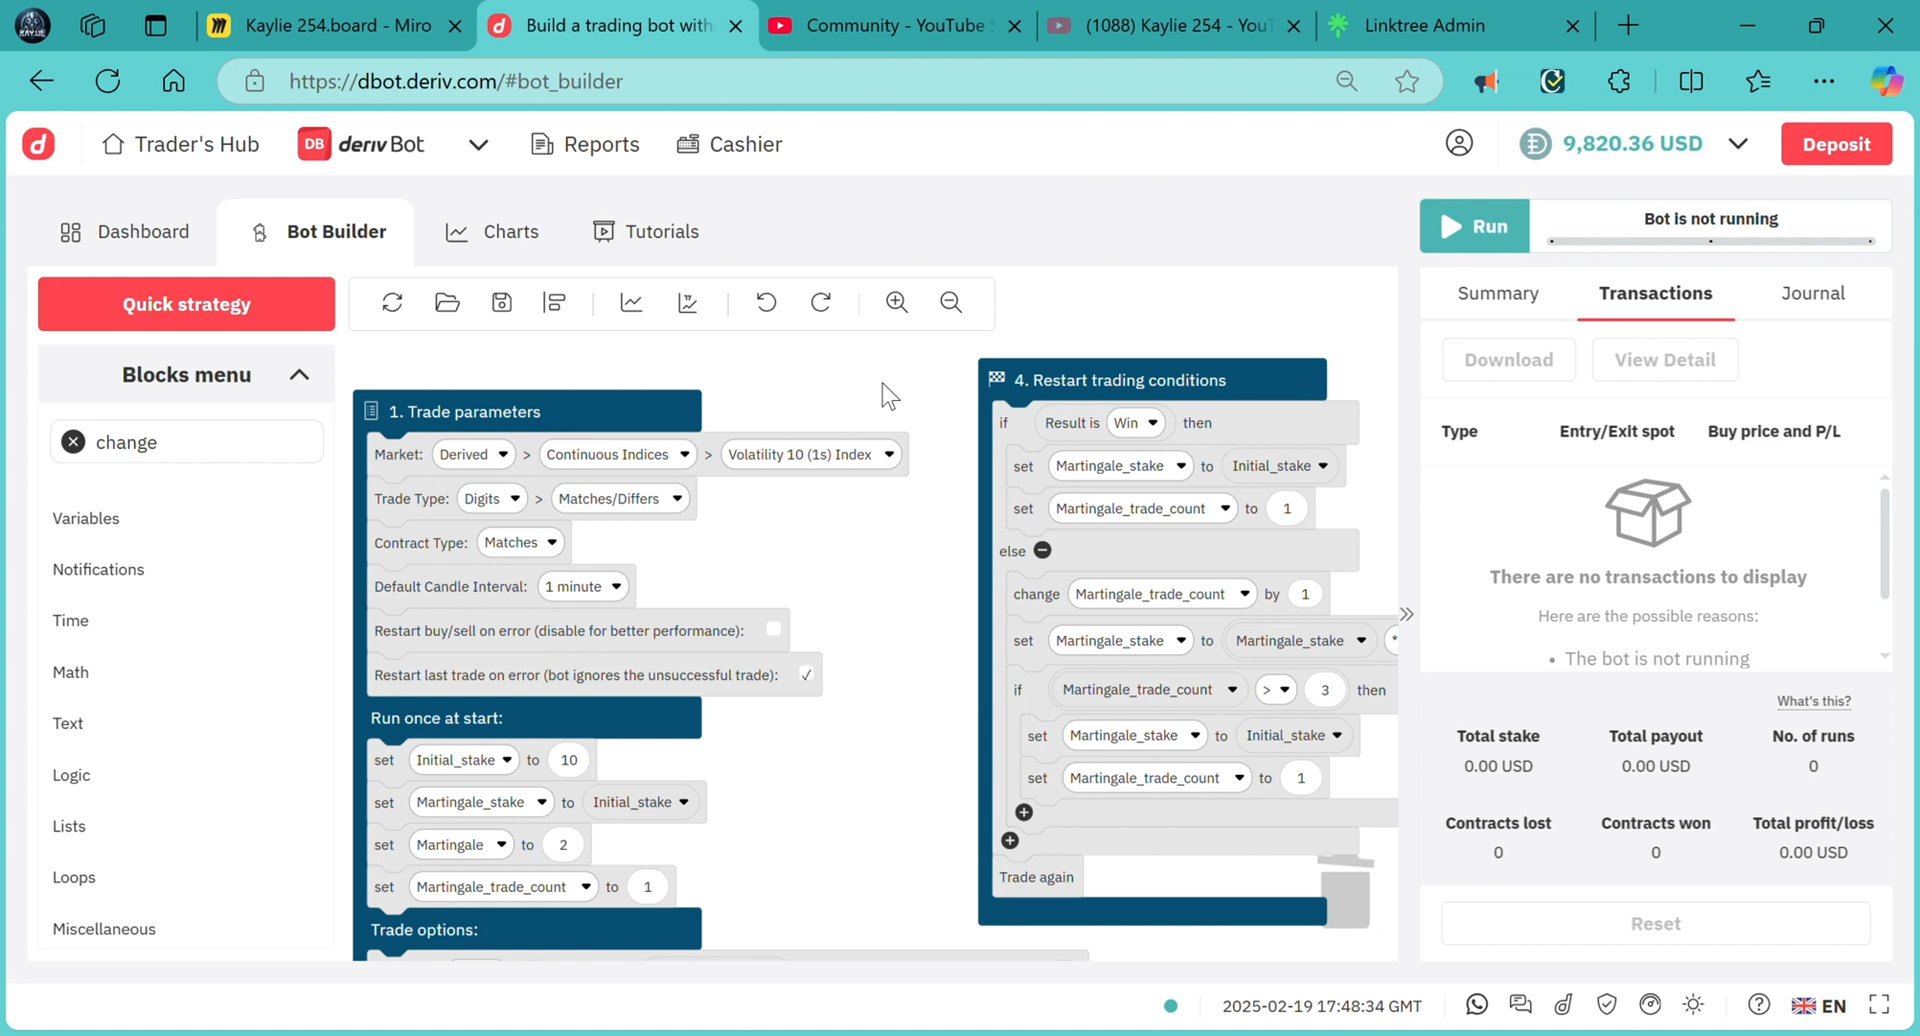 Kaylie 254.board - Miro
Build a trading bot with
Community - YouTube
(1088) Kaylie 254 - YouT
Linktree Admin
https://dbot.deriv.com/#bot_builder
Trader's Hub
DB deriv Bot
Reports
Cashier
9,820.36 USD
Deposit
Dashboard
Bot Builder
Charts
Tutorials
Run
Bot is not running
Quick strategy
Blocks menu
change
Variables
Notifications
Time
Math
Text
Logic
Lists
Loops
Miscellaneous
1. Trade parameters
Market: Derived > Continuous Indices > Volatility 10 (1s) Index
Trade Type: Digits > Matches/Differs
Contract Type: Matches
Default Candle Interval: 1 minute
Restart buy/sell on error (disable for better performance):
Restart last trade on error (bot ignores the unsuccessful trade): ✓
Run once at start:
set Initial_stake to 10
set Martingale_stake to Initial_stake
set Martingale to 2
set Martingale_trade_count to 1
Trade options:
4. Restart trading conditions
if Result is Win then
set Martingale_stake to Initial_stake
set Martingale_trade_count to 1
else
change Martingale_trade_count by 1
set Martingale_stake to Martingale_stake *
if Martingale_trade_count > 3 then
set Martingale_stake to Initial_stake
set Martingale_trade_count to 1
Trade again
Summary
Transactions
Journal
Download
View Detail
Type
Entry/Exit spot
Buy price and P/L
There are no transactions to display
Here are the possible reasons:
• The bot is not running
What's this?
Total stake
Total payout
No. of runs
0.00 USD
0.00 USD
0
Contracts lost
Contracts won
Total profit/loss
0
0
0.00 USD
Reset
2025-02-19 17:48:34 GMT
EN